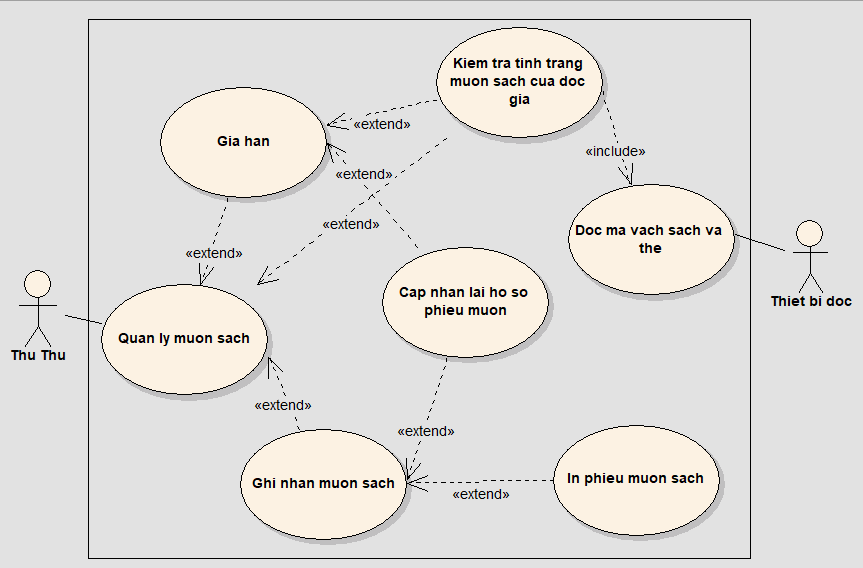 Kiem tra tinh trang
muon sach cua doc
gia
Gia han
«extend»
«include»
«extend»
«extend»
«extend»
Doc ma vach sach va
the
Thiet bi doc
Cap nhan lai ho so
phieu muon
Quan ly muon sach
Thu Thu
«extend»
«extend»
Ghi nhan muon sach
In phieu muon sach
«extend»